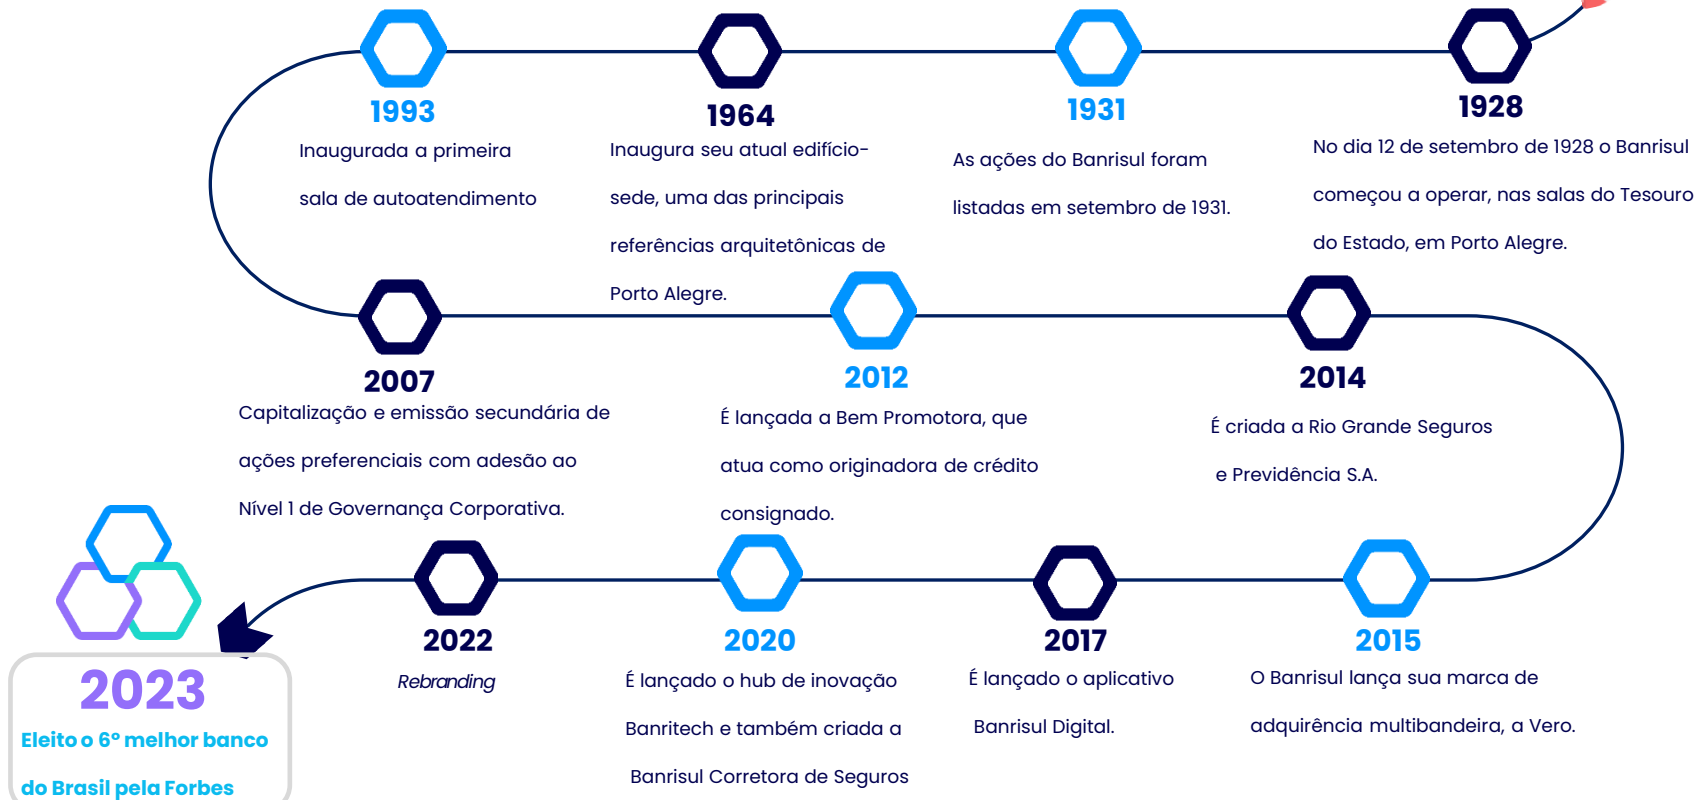 1993
Inaugurada a primeira
sala de autoatendimento
1964
Inaugura seu atual edifício-
sede, uma das principais
referências arquitetônicas de
Porto Alegre.
1931
As ações do Banrisul foram
listadas em setembro de 1931.
1928
No dia 12 de setembro de 1928 o Banrisul
começou a operar, nas salas do Tesouro
do Estado, em Porto Alegre.
2007
Capitalização e emissão secundária de
ações preferenciais com adesão ao
Nível 1 de Governança Corporativa.
2012
É lançada a Bem Promotora, que
atua como originadora de crédito
consignado.
2014
É criada a Rio Grande Seguros
e Previdência S.A.
2023
Eleito o 6º melhor banco
do Brasil pela Forbes
2022
Rebranding
2020
É lançado o hub de inovação
Banritech e também criada a
Banrisul Corretora de Seguros
2017
É lançado o aplicativo
Banrisul Digital.
2015
O Banrisul lança sua marca de
adquirência multibandeira, a Vero.